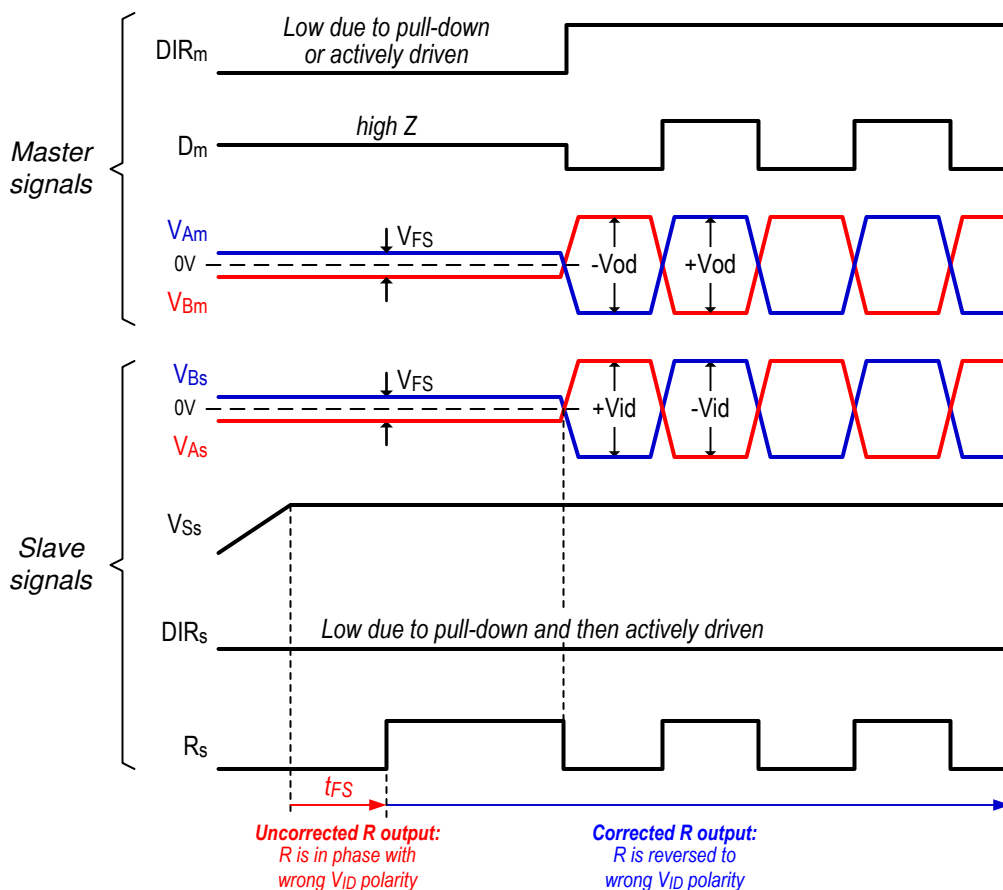 Master
signals
DIRm
Low due to pull-down
or actively driven
Dm
high Z
VAm
0V
VBm
VFS
-Vod
+Vod
Slave
signals
VBs
0V
VAs
VFS
+Vid
-Vid
VSs
DIRs
Low due to pull-down and then actively driven
Rs
tFS
Uncorrected R output:
R is in phase with
wrong VID polarity
Corrected R output:
R is reversed to
wrong VID polarity